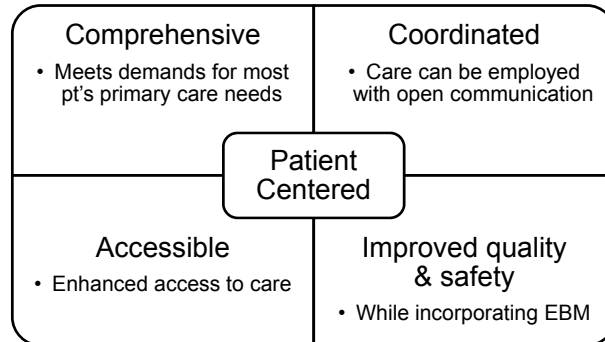 Comprehensive
• Meets demands for most
pt's primary care needs
Coordinated
• Care can be employed
with open communication
Patient
Centered
Accessible
• Enhanced access to care
Improved quality
& safety
• While incorporating EBM